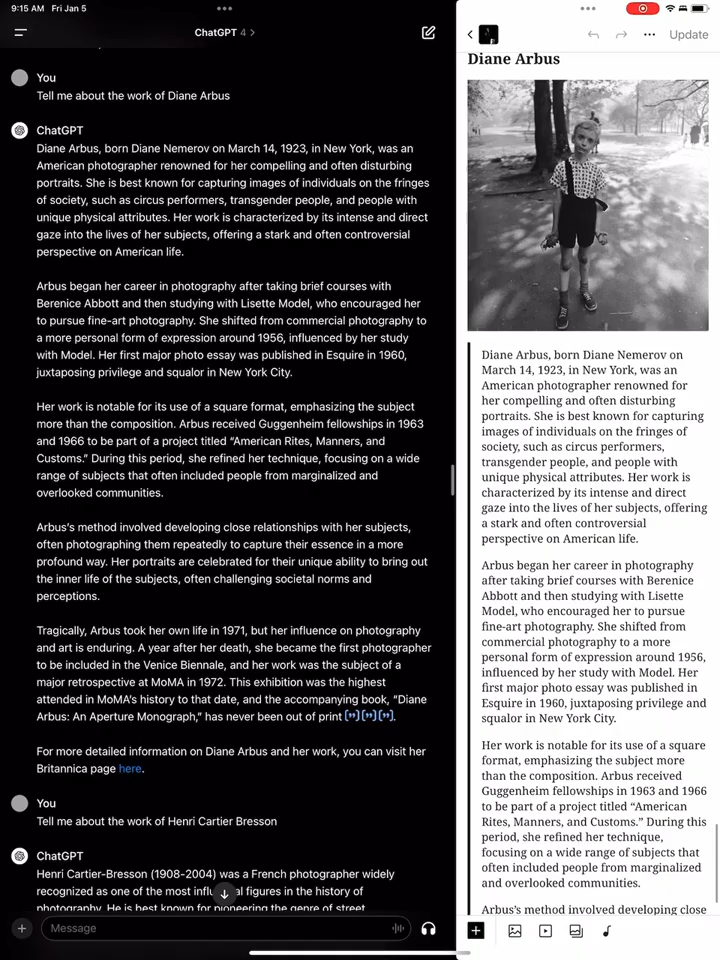 9:15 AM Fri Jan 5
ChatGPT 4 >
You
Tell me about the work of Diane Arbus
ChatGPT
Diane Arbus, born Diane Nemerov on March 14, 1923, in New York, was an
American photographer renowned for her compelling and often disturbing
portraits. She is best known for capturing images of individuals on the fringes
of society, such as circus performers, transgender people, and people with
unique physical attributes. Her work is characterized by its intense and direct
gaze into the lives of her subjects, offering a stark and often controversial
perspective on American life.
Arbus began her career in photography after taking brief courses with
Berenice Abbott and then studying with Lisette Model, who encouraged her
to pursue fine-art photography. She shifted from commercial photography to
a more personal form of expression around 1956, influenced by her study
with Model. Her first major photo essay was published in Esquire in 1960,
juxtaposing privilege and squalor in New York City.
Her work is notable for its use of a square format, emphasizing the subject
more than the composition. Arbus received Guggenheim fellowships in 1963
and 1966 to be part of a project titled “American Rites, Manners, and
Customs.” During this period, she refined her technique, focusing on a wide
range of subjects that often included people from marginalized and
overlooked communities.
Arbus’s method involved developing close relationships with her subjects,
often photographing them repeatedly to capture their essence in a more
profound way. Her portraits are celebrated for their unique ability to bring out
the inner life of the subjects, often challenging societal norms and
perceptions.
Tragically, Arbus took her own life in 1971, but her influence on photography
and art is enduring. A year after her death, she became the first photographer
to be included in the Venice Biennale, and her work was the subject of a
major retrospective at MoMA in 1972. This exhibition was the highest
attended in MoMA’s history to that date, and the accompanying book, “Diane
Arbus: An Aperture Monograph,” has never been out of print [”][”][”].
For more detailed information on Diane Arbus and her work, you can visit her
Britannica page here.
You
Tell me about the work of Henri Cartier Bresson
ChatGPT
Henri Cartier-Bresson (1908-2004) was a French photographer widely
recognized as one of the most influential figures in the history of
photography. He is best known for pioneering the genre of street
Message
Update
Diane Arbus
Diane Arbus, born Diane Nemerov on
March 14, 1923, in New York, was an
American photographer renowned for
her compelling and often disturbing
portraits. She is best known for capturing
images of individuals on the fringes of
society, such as circus performers,
transgender people, and people with
unique physical attributes. Her work is
characterized by its intense and direct
gaze into the lives of her subjects, offering
a stark and often controversial
perspective on American life.
Arbus began her career in photography
after taking brief courses with Berenice
Abbott and then studying with Lisette
Model, who encouraged her to pursue
fine-art photography. She shifted from
commercial photography to a more
personal form of expression around 1956,
influenced by her study with Model. Her
first major photo essay was published in
Esquire in 1960, juxtaposing privilege and
squalor in New York City.
Her work is notable for its use of a square
format, emphasizing the subject more
than the composition. Arbus received
Guggenheim fellowships in 1963 and 1966
to be part of a project titled “American
Rites, Manners, and Customs.” During this
period, she refined her technique,
focusing on a wide range of subjects that
often included people from marginalized
and overlooked communities.
Arbus’s method involved developing close